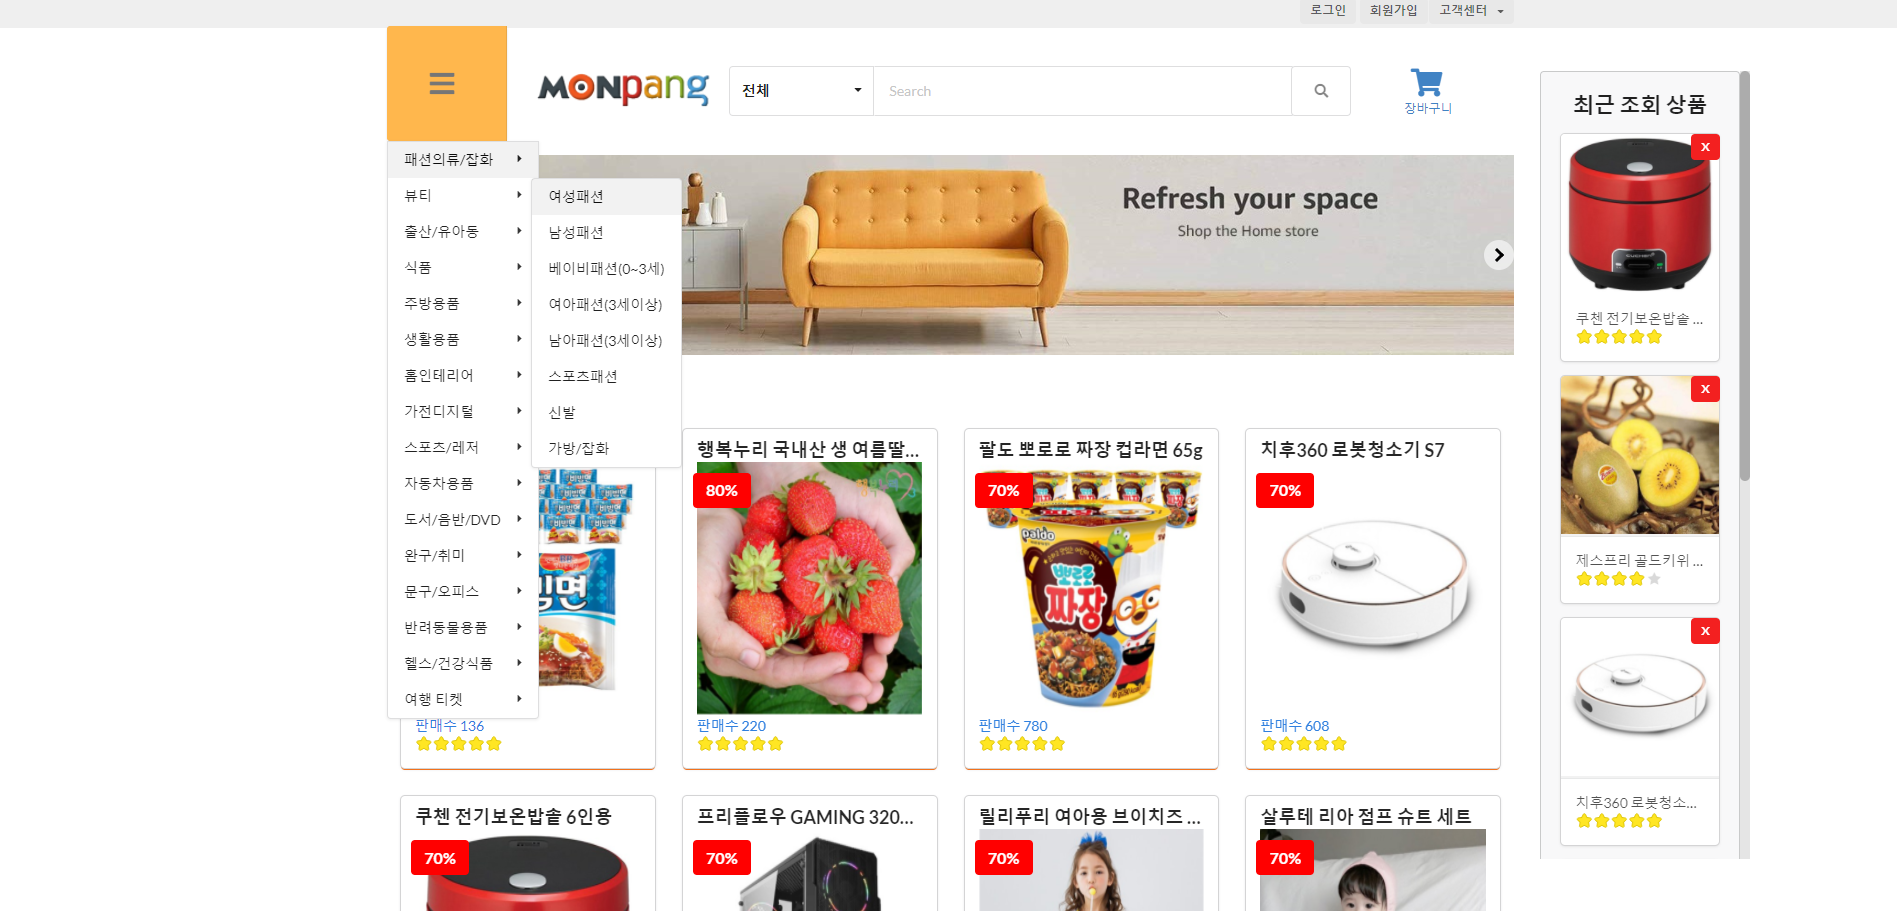 로그인
회원가입
고객센터
MONpang
전체
Search
장바구니
최근 조회 상품
패션의류/잡화
뷰티
출산/유아동
식품
주방용품
생활용품
홈인테리어
가전디지털
스포츠/레저
자동차용품
도서/음반/DVD
완구/취미
문구/오피스
반려동물용품
헬스/건강식품
여행 티켓
여성패션
남성패션
베이비패션(0~3세)
여아패션(3세이상)
남아패션(3세이상)
스포츠패션
신발
가방/잡화
Refresh your space
Shop the Home store
x
CUCHEN
쿠첸 전기보온밥솥 ...
x
제스프리 골드키위 ...
x
치후360 로봇청소...
비빔면
판매수 136
행복누리 국내산 생 여름딸...
80%
판매수 220
팔도 뽀로로 짜장 컵라면 65g
70%
paldo
뽀로로
짜장
판매수 780
치후360 로봇청소기 S7
70%
판매수 608
쿠첸 전기보온밥솥 6인용
70%
프리플로우 GAMING 320...
70%
릴리푸리 여아용 브이치즈 ...
70%
살루테 리아 점프 슈트 세트
70%